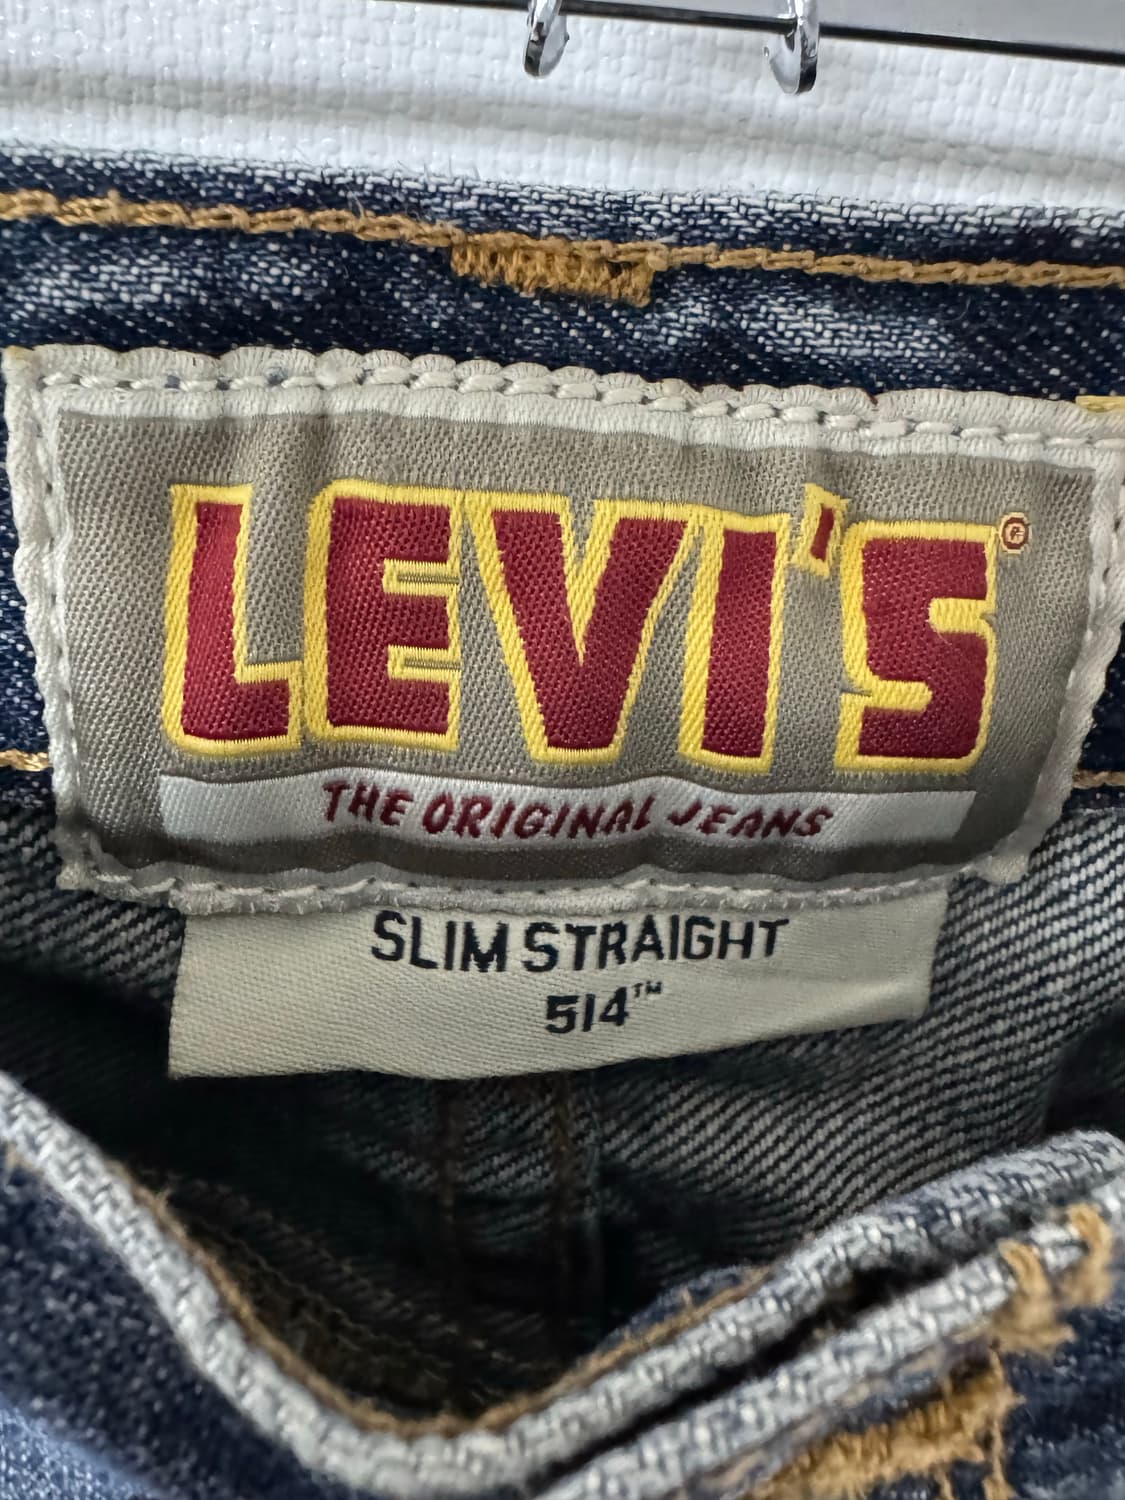 LEVI'S®
THE ORIGINAL JEANS
SLIM STRAIGHT
514™